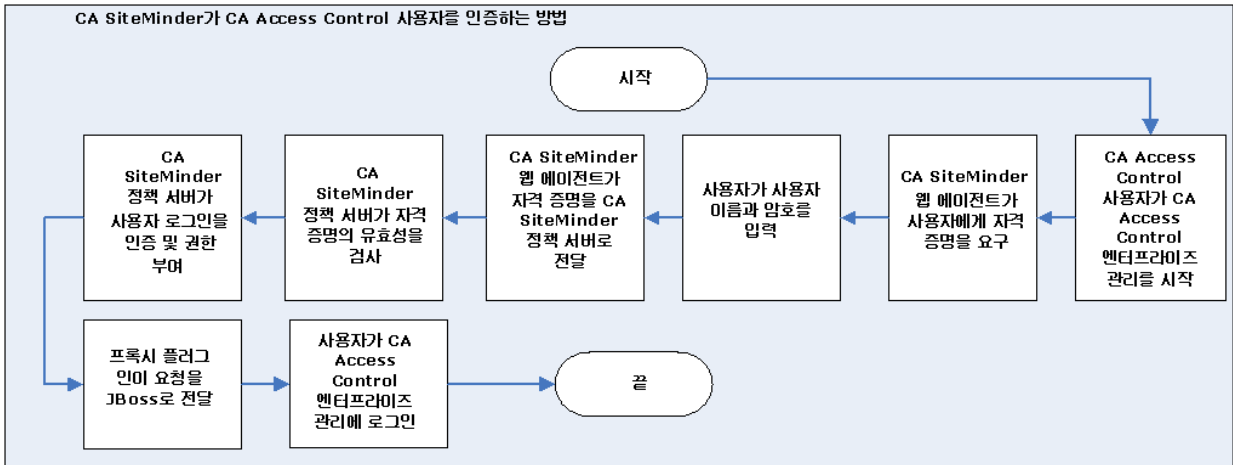 CA SiteMinder가 CA Access Control 사용자를 인증하는 방법
시작
CA Access
Control
사용자가 CA
Access
Control
엔터프라이즈
관리를 시작
CA SiteMinder
웹 에이전트가
사용자에게 자격
증명을 요구
사용자가 사용자
이름과 암호를
입력
CA SiteMinder
웹 에이전트가
자격 증명을 CA
SiteMinder
정책 서버로
전달
CA
SiteMinder
정책 서버가 자격
증명의 유효성을
검사
CA
SiteMinder
정책 서버가
사용자 로그인을
인증 및 권한
부여
프록시 플러그
인이 요청을
JBoss로 전달
사용자가 CA
Access
Control
엔터프라이즈
관리에 로그인
끝